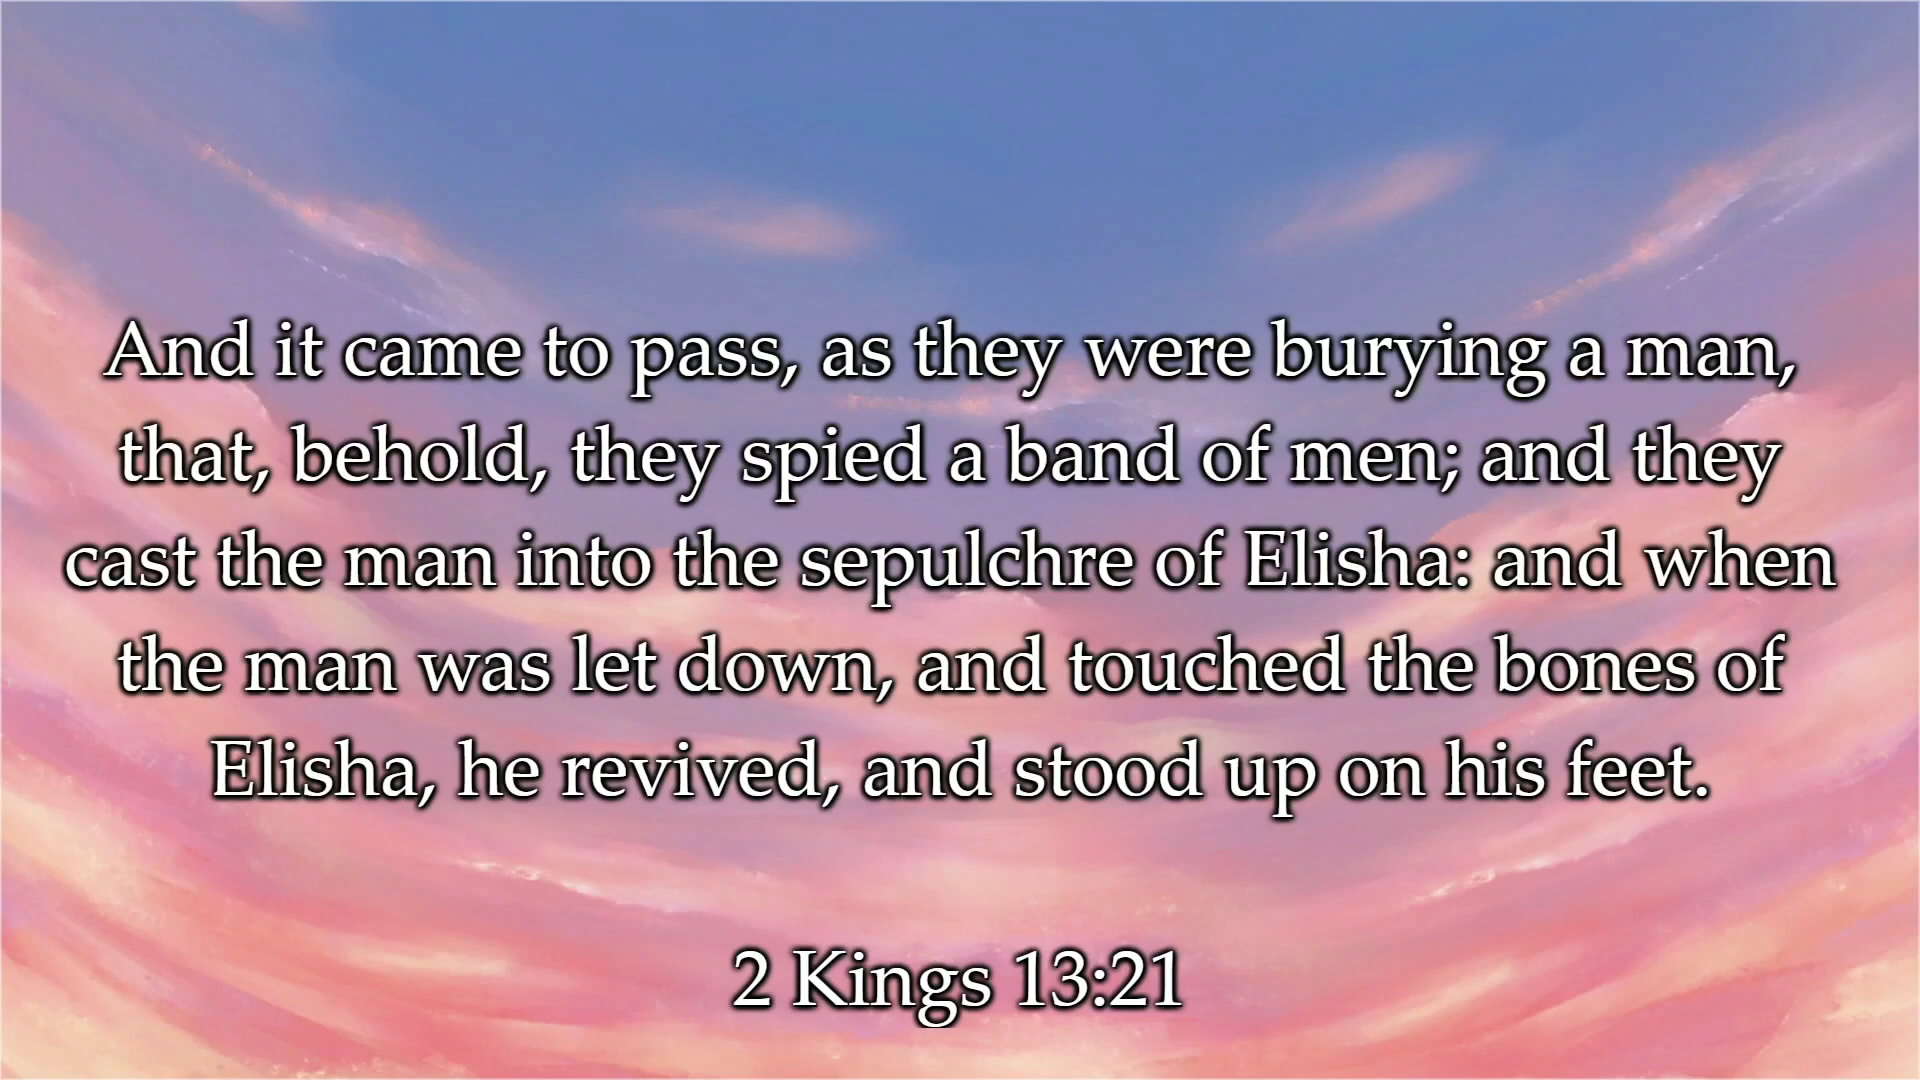 And it came to pass, as they were burying a man,
that, behold, they spied a band of men; and they
cast the man into the sepulchre of Elisha: and when
the man was let down, and touched the bones of
Elisha, he revived, and stood up on his feet.
2 Kings 13:21